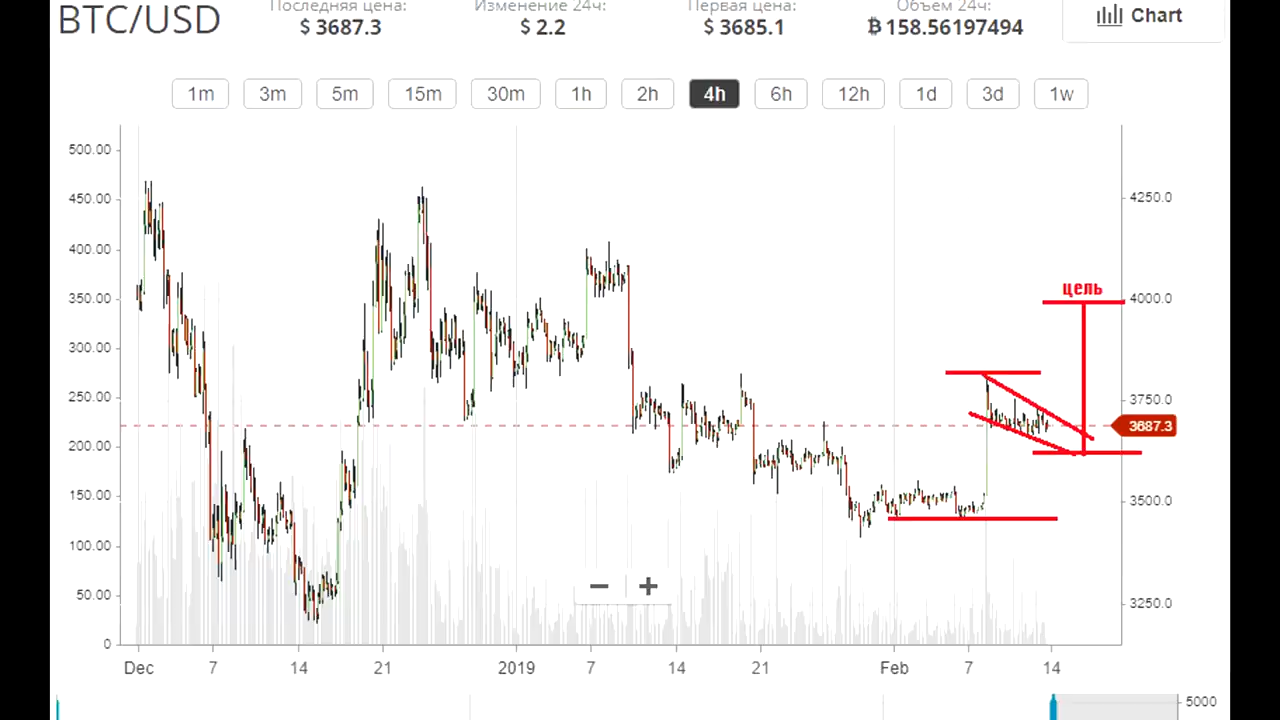 BTC/USD
Последняя цена: Изменение 24ч: Первая цена: Объем 24ч:
$ 3687.3 $ 2.2 $ 3685.1 ฿ 158.56197494
Chart
1m 3m 5m 15m 30m 1h 2h 4h 6h 12h 1d 3d 1w
500.00
450.00 4250.0
400.00
цель
350.00 4000.0
300.00
250.00 3750.0
3687.3
200.00
150.00 3500.0
100.00
50.00 3250.0
0
Dec 7 14 21 2019 7 14 21 Feb 7 14
5000